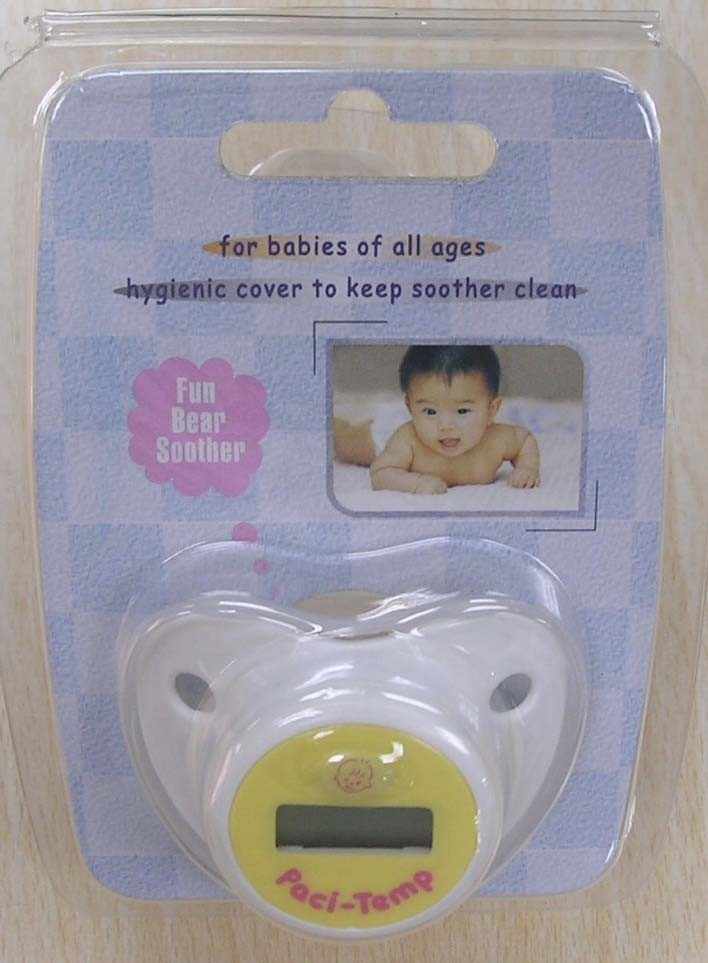 for babies of all ages
hygienic cover to keep soother clean
Fun
Bear
Soother
Paci-Temp